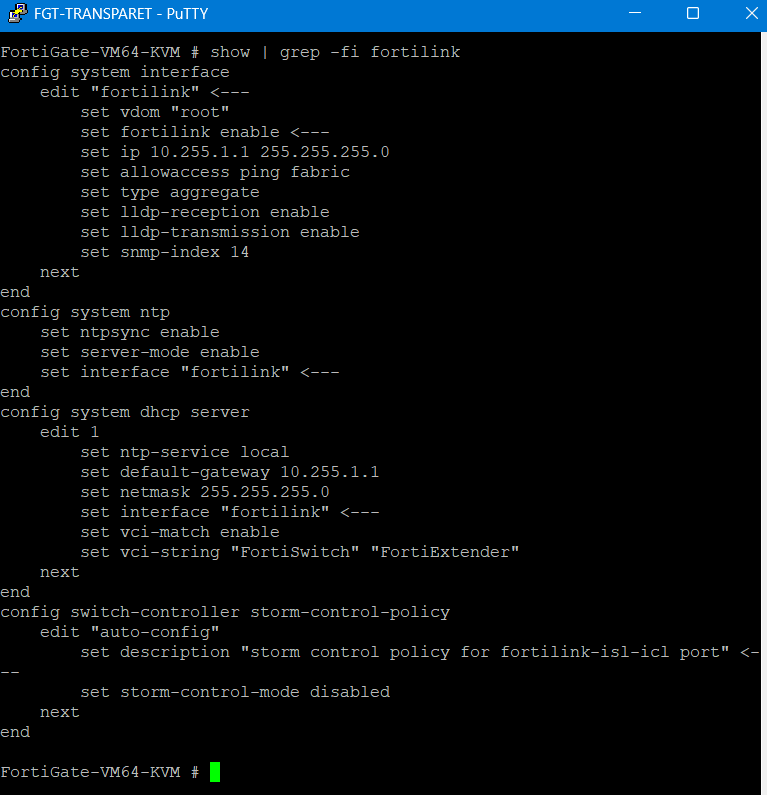 FGT-TRANSPARET - PuTTY
FortiGate-VM64-KVM # show | grep -fi fortilink
config system interface
    edit "fortilink" <---
        set vdom "root"
        set fortilink enable <---
        set ip 10.255.1.1 255.255.255.0
        set allowaccess ping fabric
        set type aggregate
        set lldp-reception enable
        set lldp-transmission enable
        set snmp-index 14
    next
end
config system ntp
    set ntpsync enable
    set server-mode enable
    set interface "fortilink" <---
end
config system dhcp server
    edit 1
        set ntp-service local
        set default-gateway 10.255.1.1
        set netmask 255.255.255.0
        set interface "fortilink" <---
        set vci-match enable
        set vci-string "FortiSwitch" "FortiExtender"
    next
end
config switch-controller storm-control-policy
    edit "auto-config"
        set description "storm control policy for fortilink-isl-icl port" <-
--
        set storm-control-mode disabled
    next
end
FortiGate-VM64-KVM #